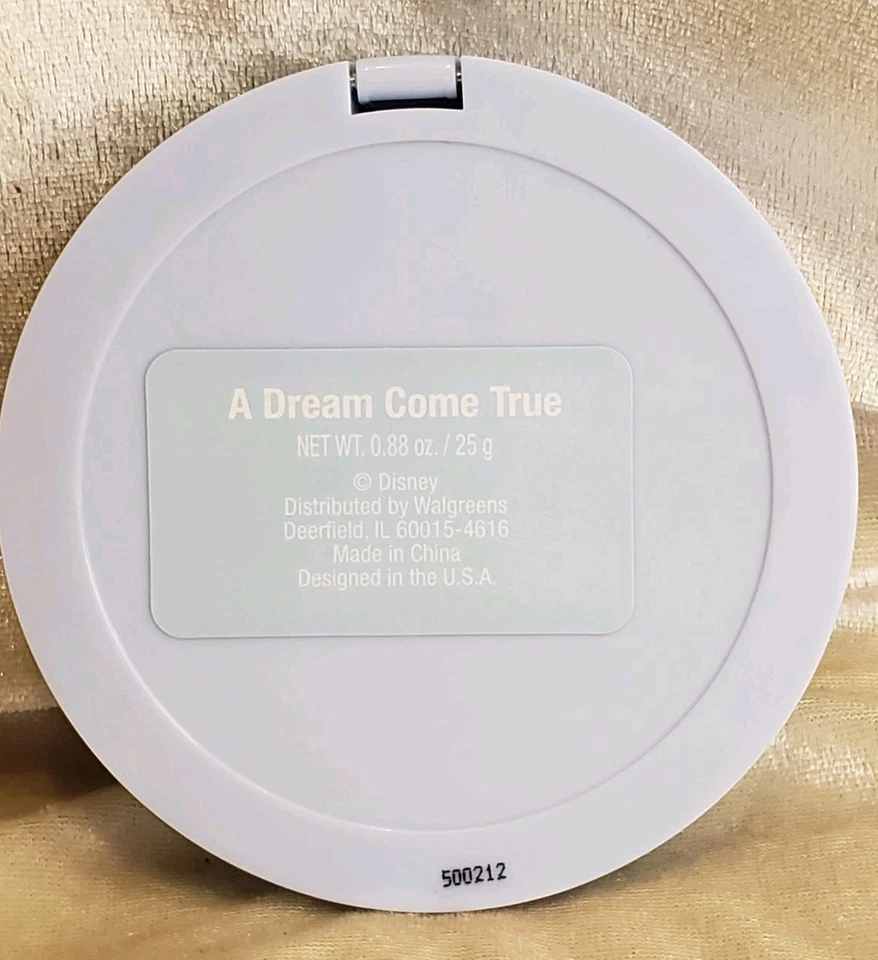 A Dream Come True
NET WT. 0.88 oz. / 25 g
© Disney
Distributed by Walgreens
Deerfield, IL 60015-4616
Made in China
Designed in the U.S.A.
500212